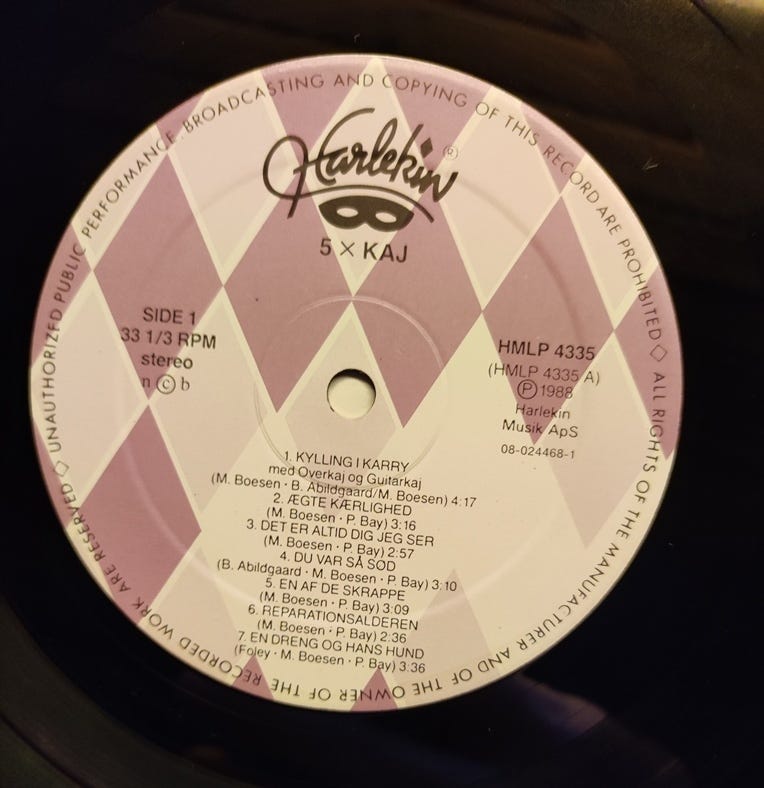 UNAUTHORIZED PUBLIC PERFORMANCE, BROADCASTING AND COPYING OF THIS RECORD ARE PROHIBITED ◇ ALL RIGHTS OF THE MANUFACTURER AND OF THE OWNER OF THE RECORDED WORK ARE RESERVED ◇
Harlekin ®
5 × KAJ
SIDE 1
33 1/3 RPM
stereo
n © b
HMLP 4335
(HMLP 4335 A)
Ⓟ 1988
Harlekin
Musik ApS
08-024468-1
1. KYLLING I KARRY
med Overkaj og Guitarkaj
(M. Boesen · B. Abildgaard/M. Boesen) 4:17
2. ÆGTE KÆRLIGHED
(M. Boesen · P. Bay) 3:16
3. DET ER ALTID DIG JEG SER
(M. Boesen · P. Bay) 2:57
4. DU VAR SÅ SØD
(B. Abildgaard · M. Boesen · P. Bay) 3:10
5. EN AF DE SKRAPPE
(M. Boesen · P. Bay) 3:09
6. REPARATIONSALDEREN
(M. Boesen · P. Bay) 2:36
7. EN DRENG OG HANS HUND
(Foley · M. Boesen · P. Bay) 3:36